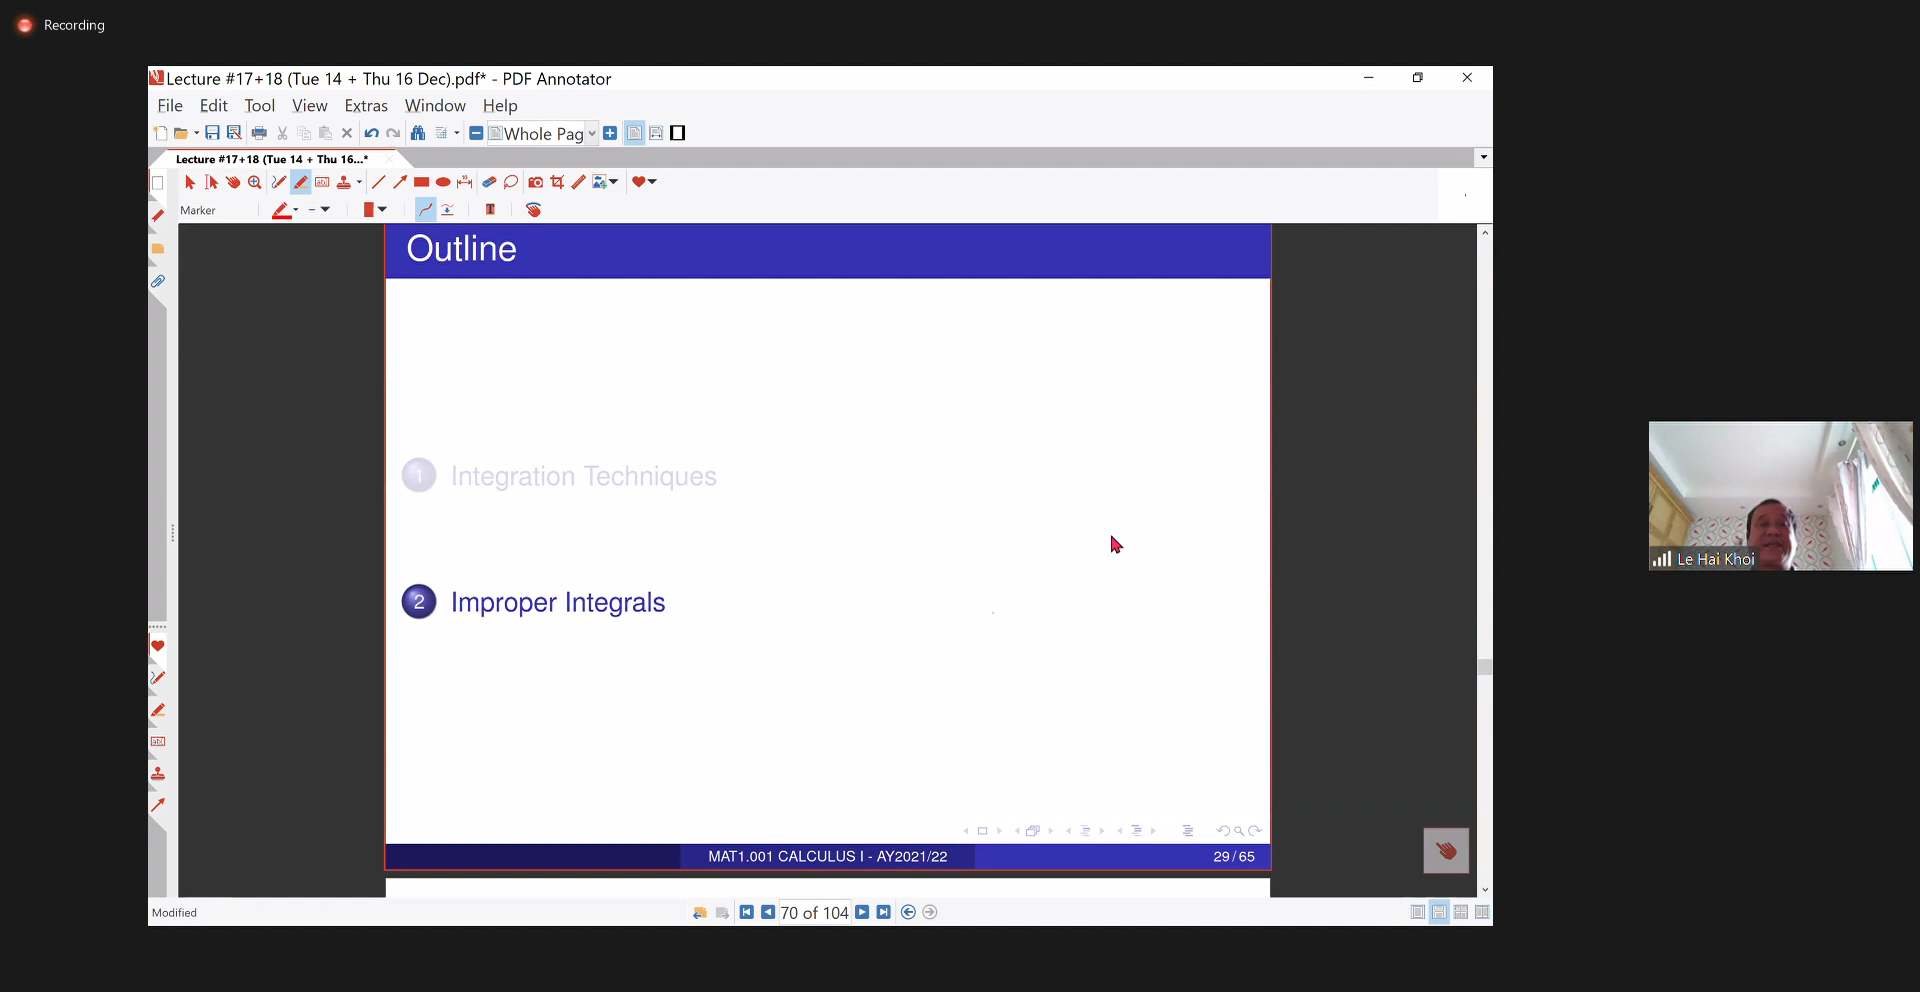 Recording
Lecture #17+18 (Tue 14 + Thu 16 Dec).pdf* - PDF Annotator
File Edit Tool View Extras Window Help
Whole Pag
Lecture #17+18 (Tue 14 + Thu 16...*
Marker
Outline
1 Integration Techniques
2 Improper Integrals
Le Hai Khoi
MAT1.001 CALCULUS I - AY2021/22 29/65
Modified
70 of 104